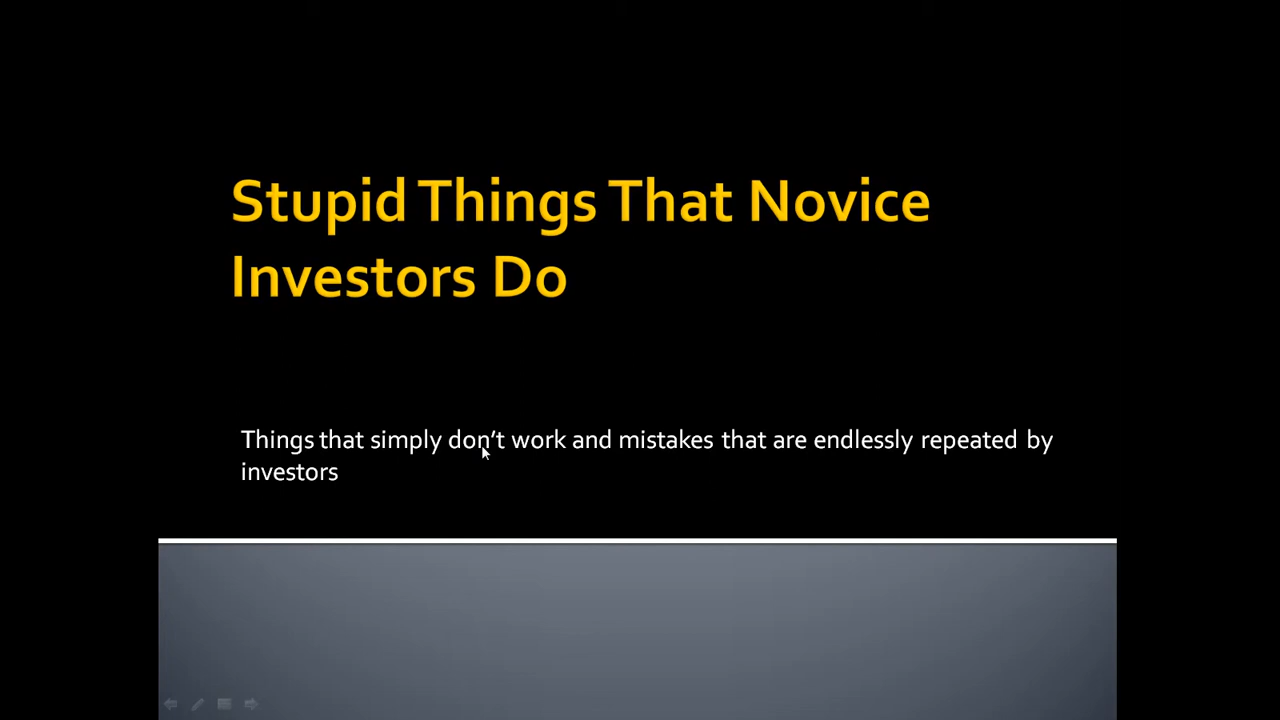 Stupid Things That Novice
Investors Do
Things that simply don’t work and mistakes that are endlessly repeated by
investors